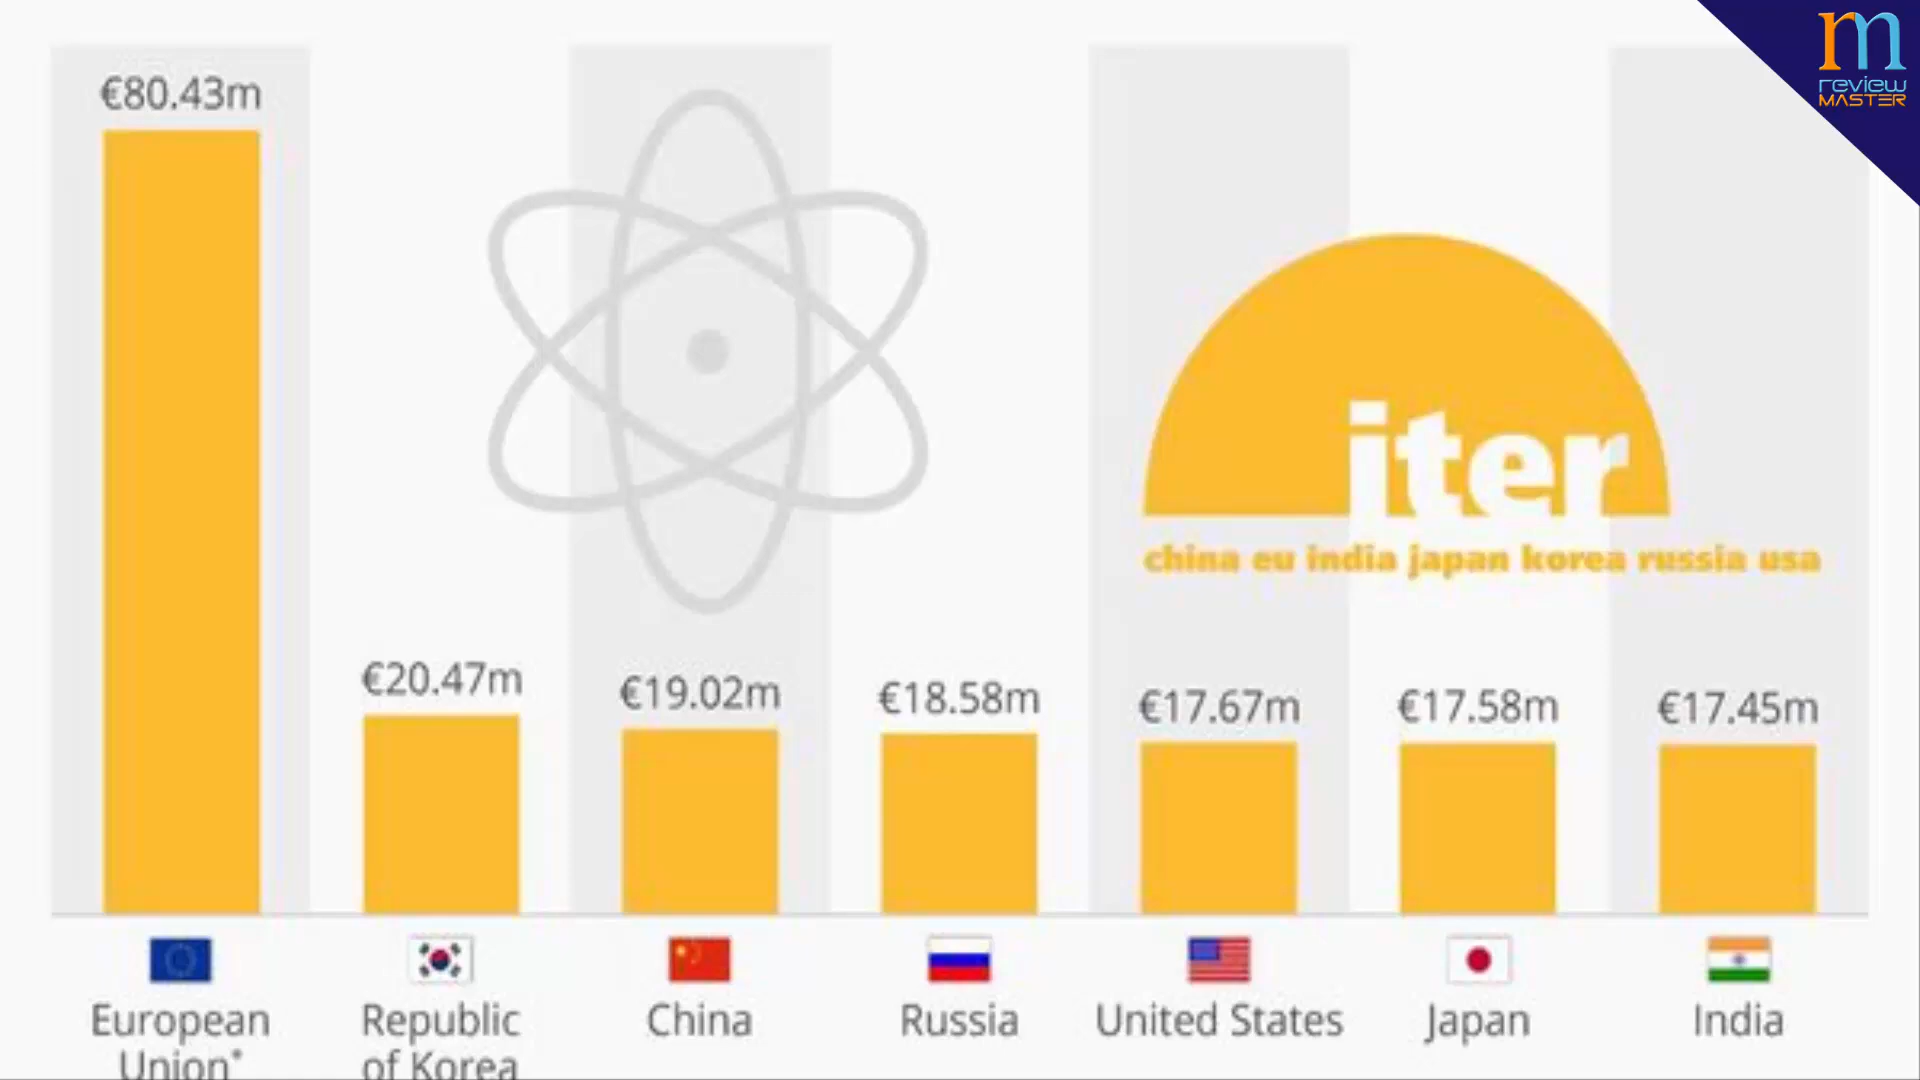 €80.43m
€20.47m
€19.02m
€18.58m
€17.67m
€17.58m
€17.45m
European
Union*
Republic
of Korea
China
Russia
United States
Japan
India
iter
china eu india japan korea russia usa
rm
review
MASTER